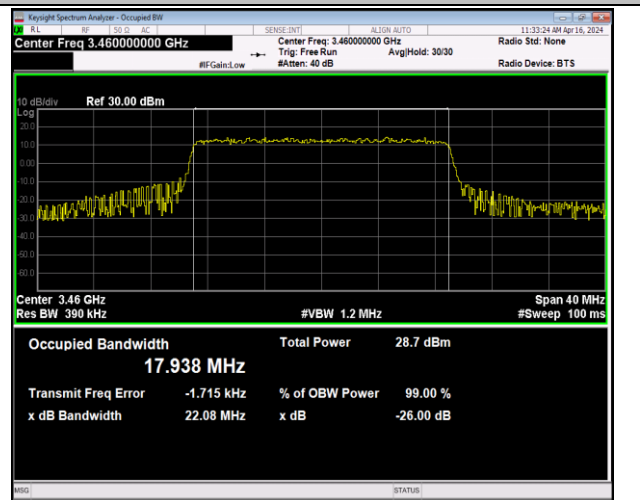 Keysight Spectrum Analyzer - Occupied BW
RL RF 50 Ω AC SENSE:INT ALIGN AUTO 11:33:24 AM Apr 16, 2024
Center Freq 3.460000000 GHz
Center Freq: 3.460000000 GHz
Radio Std: None
Trig: Free Run Avg|Hold: 30/30
#IFGain:Low
#Atten: 40 dB
Radio Device: BTS
10 dB/div Ref 30.00 dBm
Log
20.0
10.0
0.00
-10.0
-20.0
-30.0
-40.0
-50.0
-60.0
Center 3.46 GHz Span 40 MHz
Res BW 390 kHz #VBW 1.2 MHz #Sweep 100 ms
Occupied Bandwidth Total Power 28.7 dBm
17.938 MHz
Transmit Freq Error -1.715 kHz % of OBW Power 99.00 %
x dB Bandwidth 22.08 MHz x dB -26.00 dB
MSG STATUS